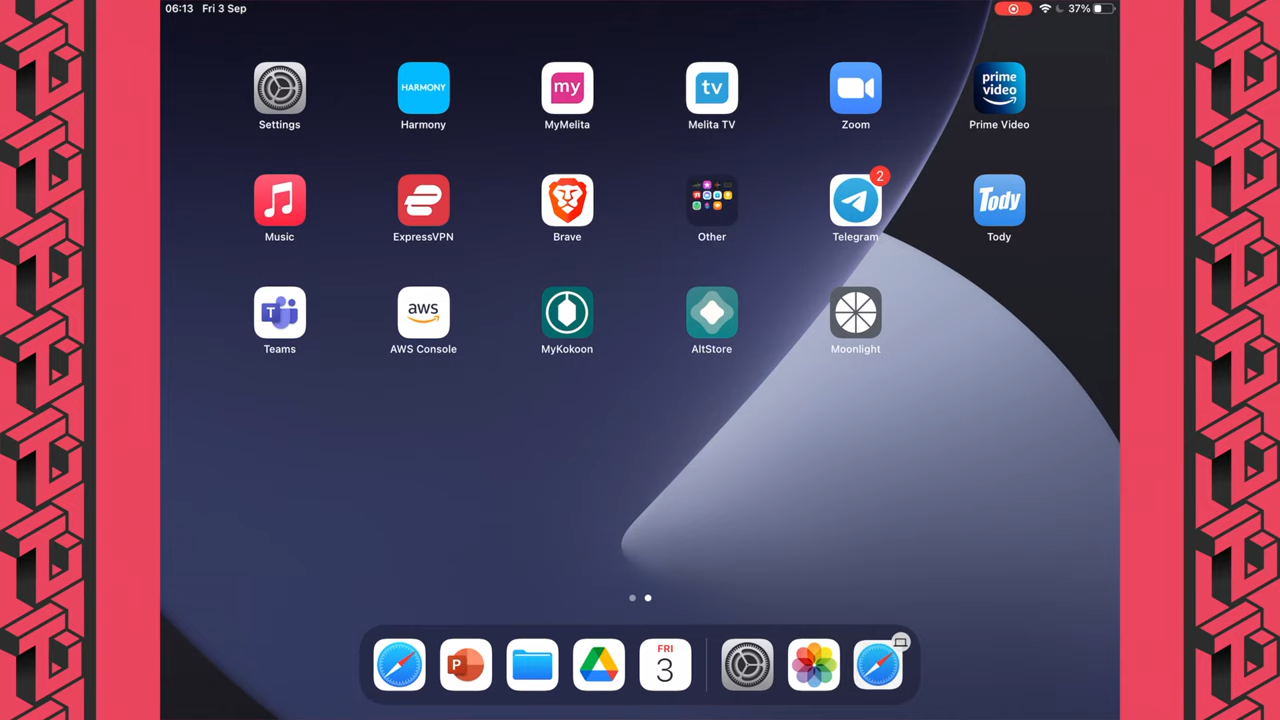 06:13 Fri 3 Sep
37%
HARMONY
my
tv
prime
video
Settings
Harmony
MyMelita
Melita TV
Zoom
Prime Video
2
Tody
Music
ExpressVPN
Brave
Other
Telegram
Tody
T
aws
Teams
AWS Console
MyKokoon
AltStore
Moonlight
P
FRI
3